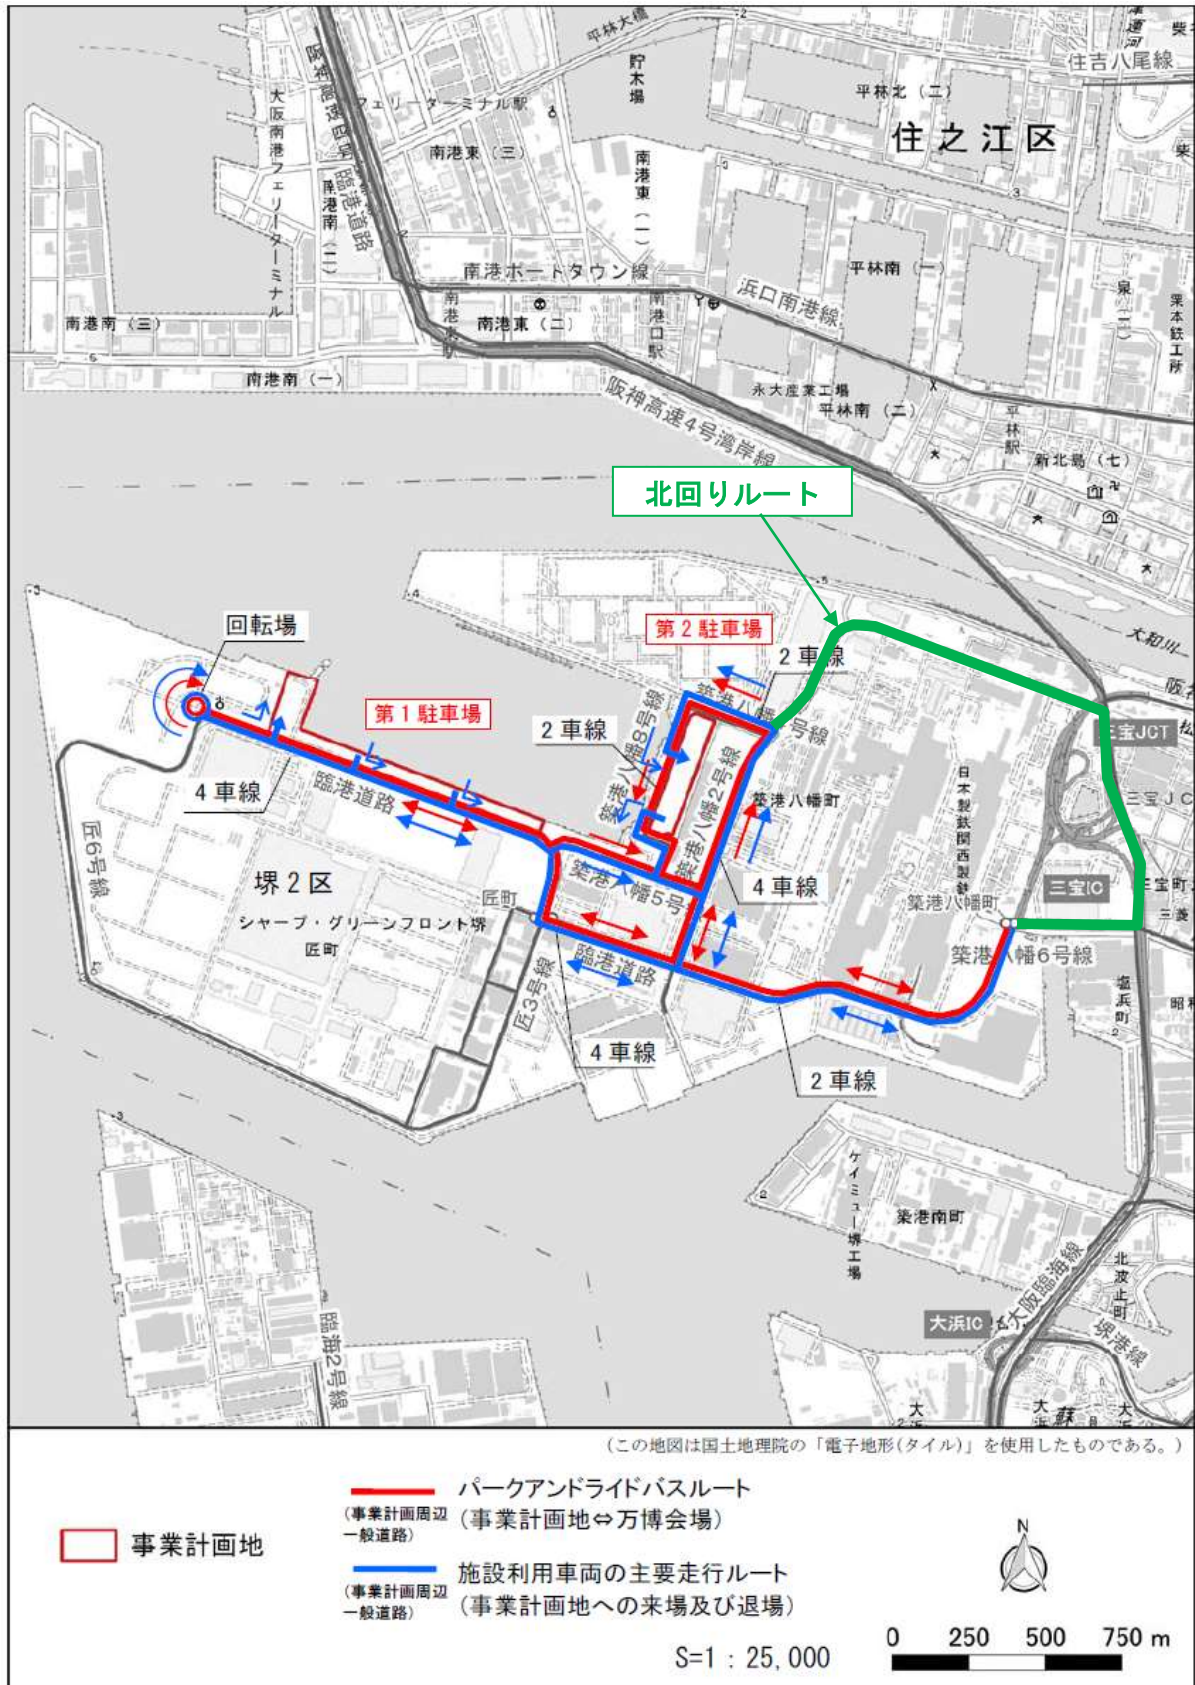 平林大橋
貯木場
住吉八尾線
平林北(二)
住之江区
フェリーターミナル駅
大阪南港フェリーターミナル
南港東(三)
南港東(一)
南港南(二)
臨港道路
南港ポートタウン線
平林南(一)
浜口南港線
南港南(三)
南港東(二)
南港口駅
南港東駅
栗本鉄工所
南港南(一)
永大産業工場
平林南(二)
阪神高速4号湾岸線
平林駅
新北島(七)
北回りルート
大和川
回転場
第2駐車場
2車線
第1駐車場
2車線
築港八幡8号線
築港八幡2号線
三宝JCT
4車線
臨港道路
築港八幡町
日本製鉄関西製鉄
匠6号線
築港八幡5号
4車線
三宝IC
堺2区
匠町
シャープ・グリーンフロント堺
匠町
築港八幡町
築港八幡6号線
臨港道路
匠3号線
塩浜町
4車線
2車線
ケイミュー堺工場
築港南町
大阪臨海線
北波止町
大浜IC
堺港線
臨海2号線
(この地図は国土地理院の「電子地形(タイル)」を使用したものである。)
事業計画地
パークアンドライドバスルート
(事業計画周辺一般道路)
(事業計画地⇔万博会場)
施設利用車両の主要走行ルート
(事業計画周辺一般道路)
(事業計画地への来場及び退場)
N
S=1:25,000
0 250 500 750 m